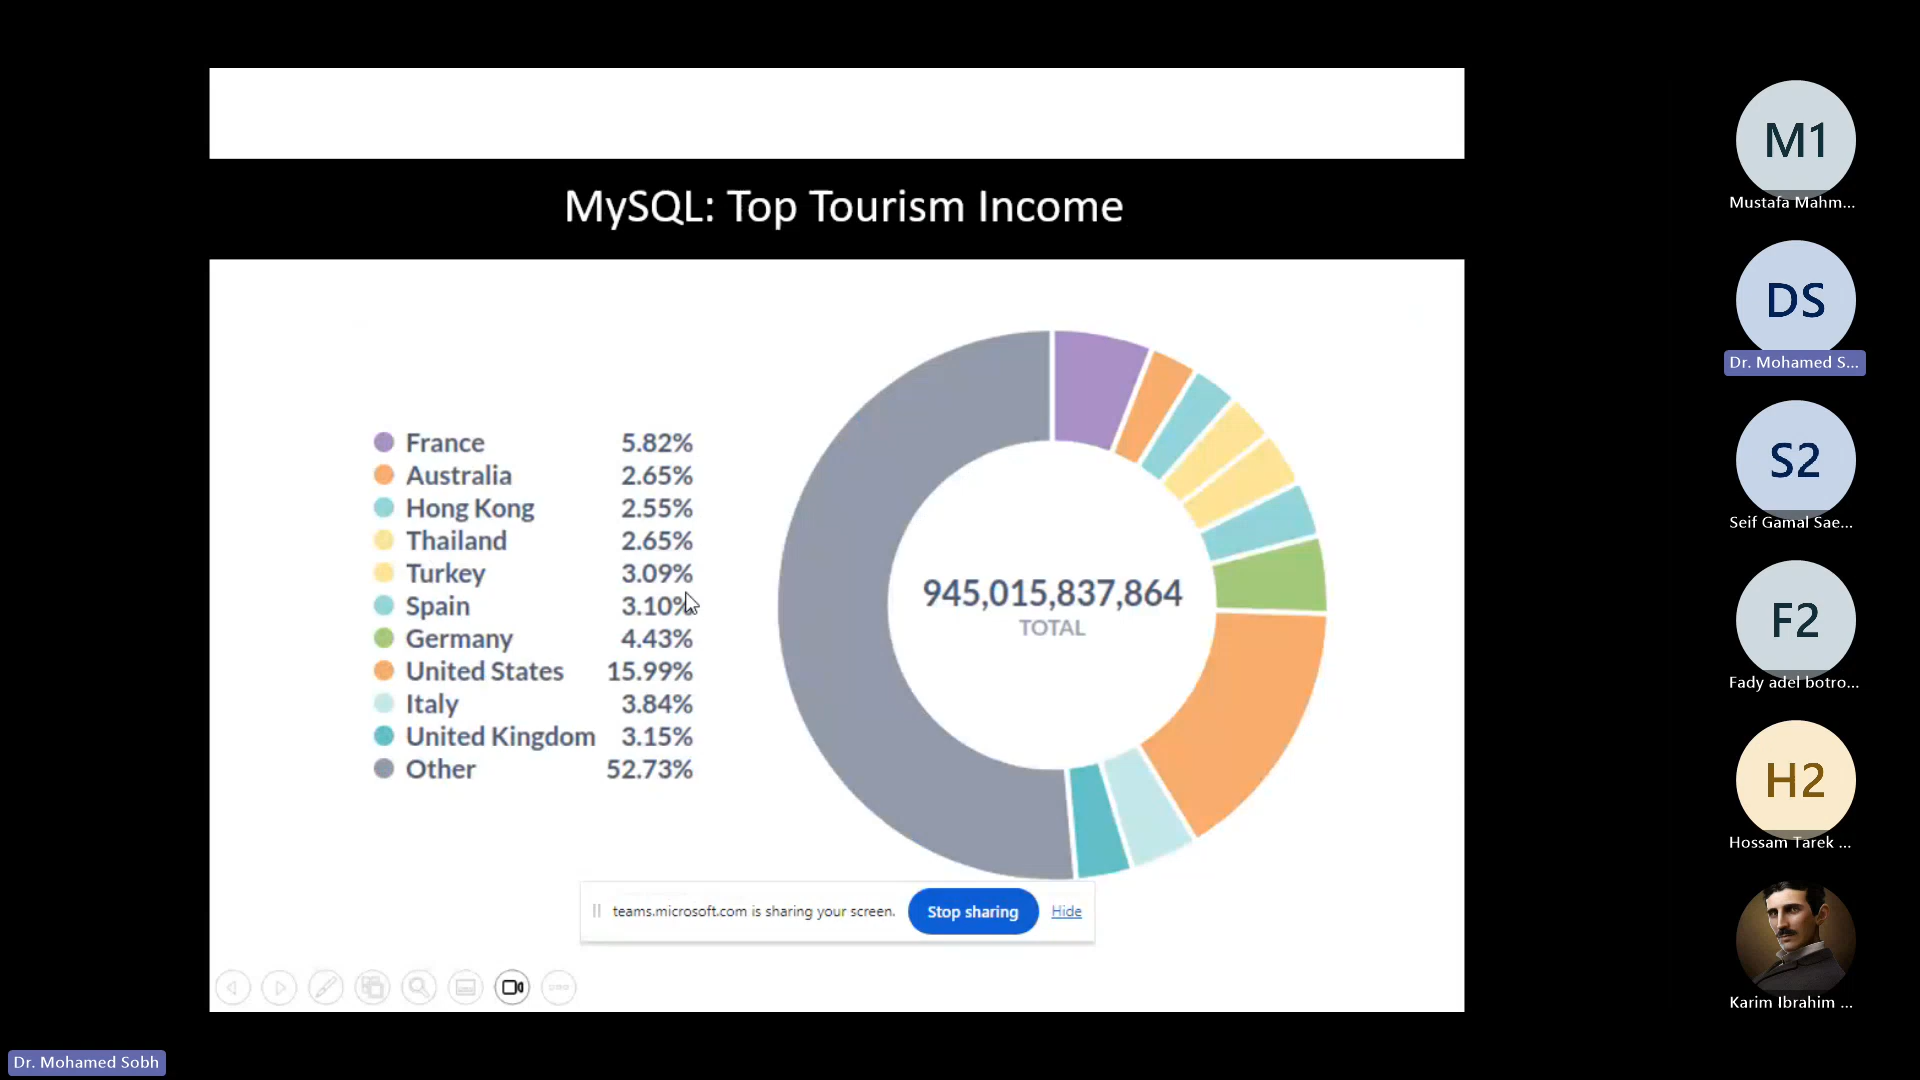 MySQL: Top Tourism Income
France 5.82%
Australia 2.65%
Hong Kong 2.55%
Thailand 2.65%
Turkey 3.09%
Spain 3.10%
Germany 4.43%
United States 15.99%
Italy 3.84%
United Kingdom 3.15%
Other 52.73%
945,015,837,864
TOTAL
teams.microsoft.com is sharing your screen. Stop sharing Hide
M1
Mustafa Mahm...
DS
Dr. Mohamed S...
S2
Seif Gamal Sae...
F2
Fady adel botro...
H2
Hossam Tarek ...
Karim Ibrahim ...
Dr. Mohamed Sobh